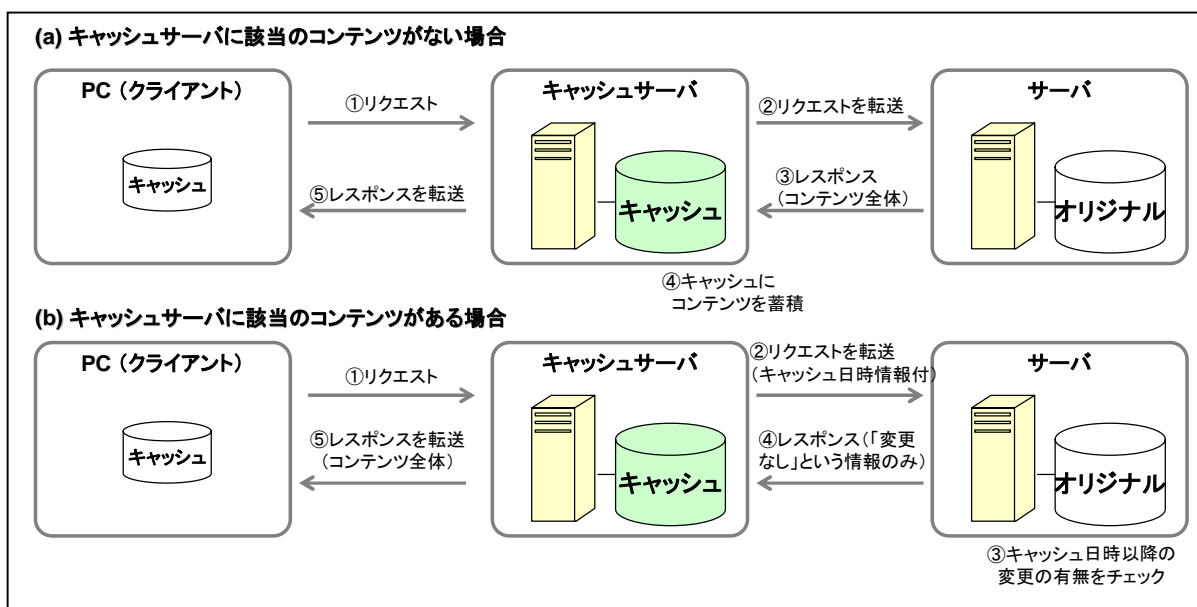 (a) キャッシュサーバに該当のコンテンツがない場合
PC (クライアント)
キャッシュ
①リクエスト
⑤レスポンスを転送
キャッシュサーバ
キャッシュ
④キャッシュに
コンテンツを蓄積
②リクエストを転送
③レスポンス
(コンテンツ全体)
サーバ
オリジナル
(b) キャッシュサーバに該当のコンテンツがある場合
PC (クライアント)
キャッシュ
①リクエスト
⑤レスポンスを転送
(コンテンツ全体)
キャッシュサーバ
キャッシュ
②リクエストを転送
(キャッシュ日時情報付)
④レスポンス(「変更
なし」という情報のみ)
サーバ
オリジナル
③キャッシュ日時以降の
変更の有無をチェック